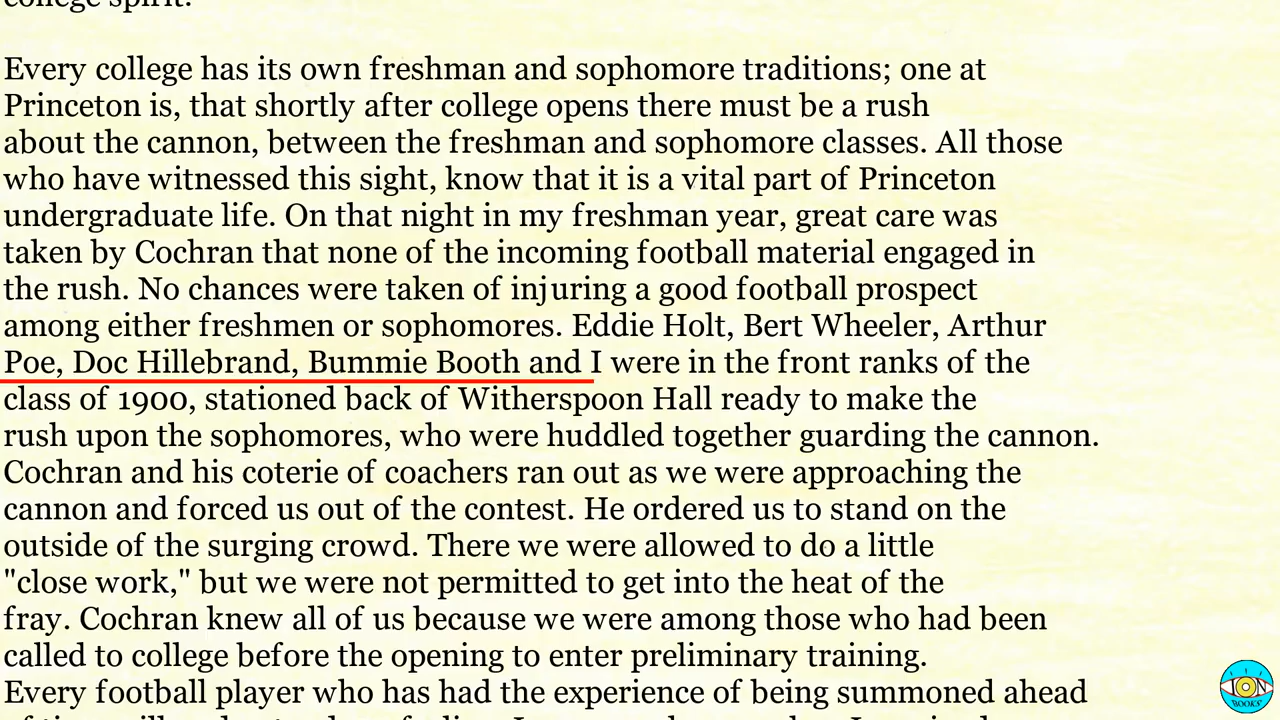 college spirit.
Every college has its own freshman and sophomore traditions; one at
Princeton is, that shortly after college opens there must be a rush
about the cannon, between the freshman and sophomore classes. All those
who have witnessed this sight, know that it is a vital part of Princeton
undergraduate life. On that night in my freshman year, great care was
taken by Cochran that none of the incoming football material engaged in
the rush. No chances were taken of injuring a good football prospect
among either freshmen or sophomores. Eddie Holt, Bert Wheeler, Arthur
Poe, Doc Hillebrand, Bummie Booth and I were in the front ranks of the
class of 1900, stationed back of Witherspoon Hall ready to make the
rush upon the sophomores, who were huddled together guarding the cannon.
Cochran and his coterie of coachers ran out as we were approaching the
cannon and forced us out of the contest. He ordered us to stand on the
outside of the surging crowd. There we were allowed to do a little
"close work," but we were not permitted to get into the heat of the
fray. Cochran knew all of us because we were among those who had been
called to college before the opening to enter preliminary training.
Every football player who has had the experience of being summoned ahead
ION
BOOKS